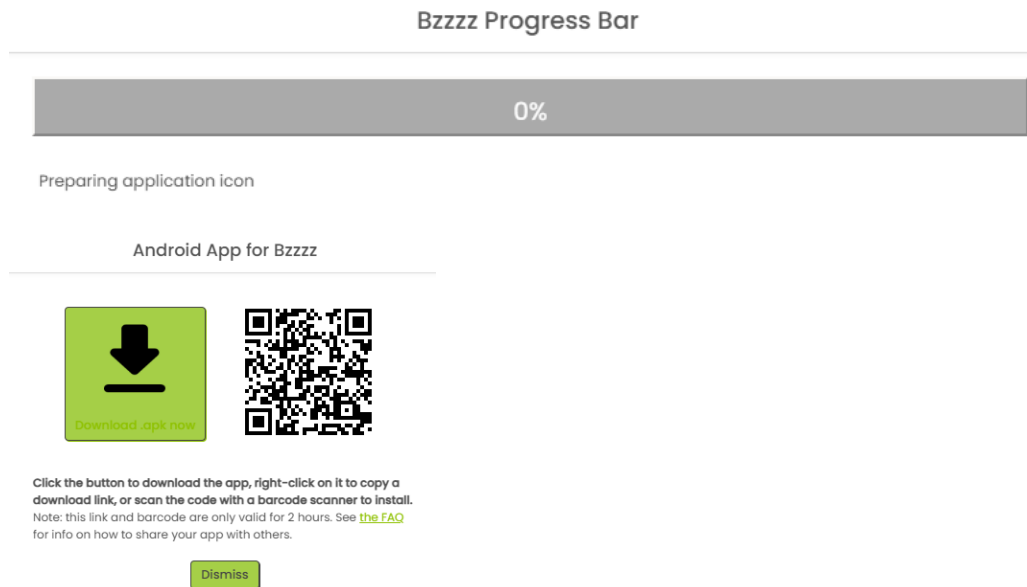 Bzzzz Progress Bar
0%
Preparing application icon
Android App for Bzzzz
Download .apk now
Click the button to download the app, right-click on it to copy a
download link, or scan the code with a barcode scanner to install.
Note: this link and barcode are only valid for 2 hours. See the FAQ
for info on how to share your app with others.
Dismiss